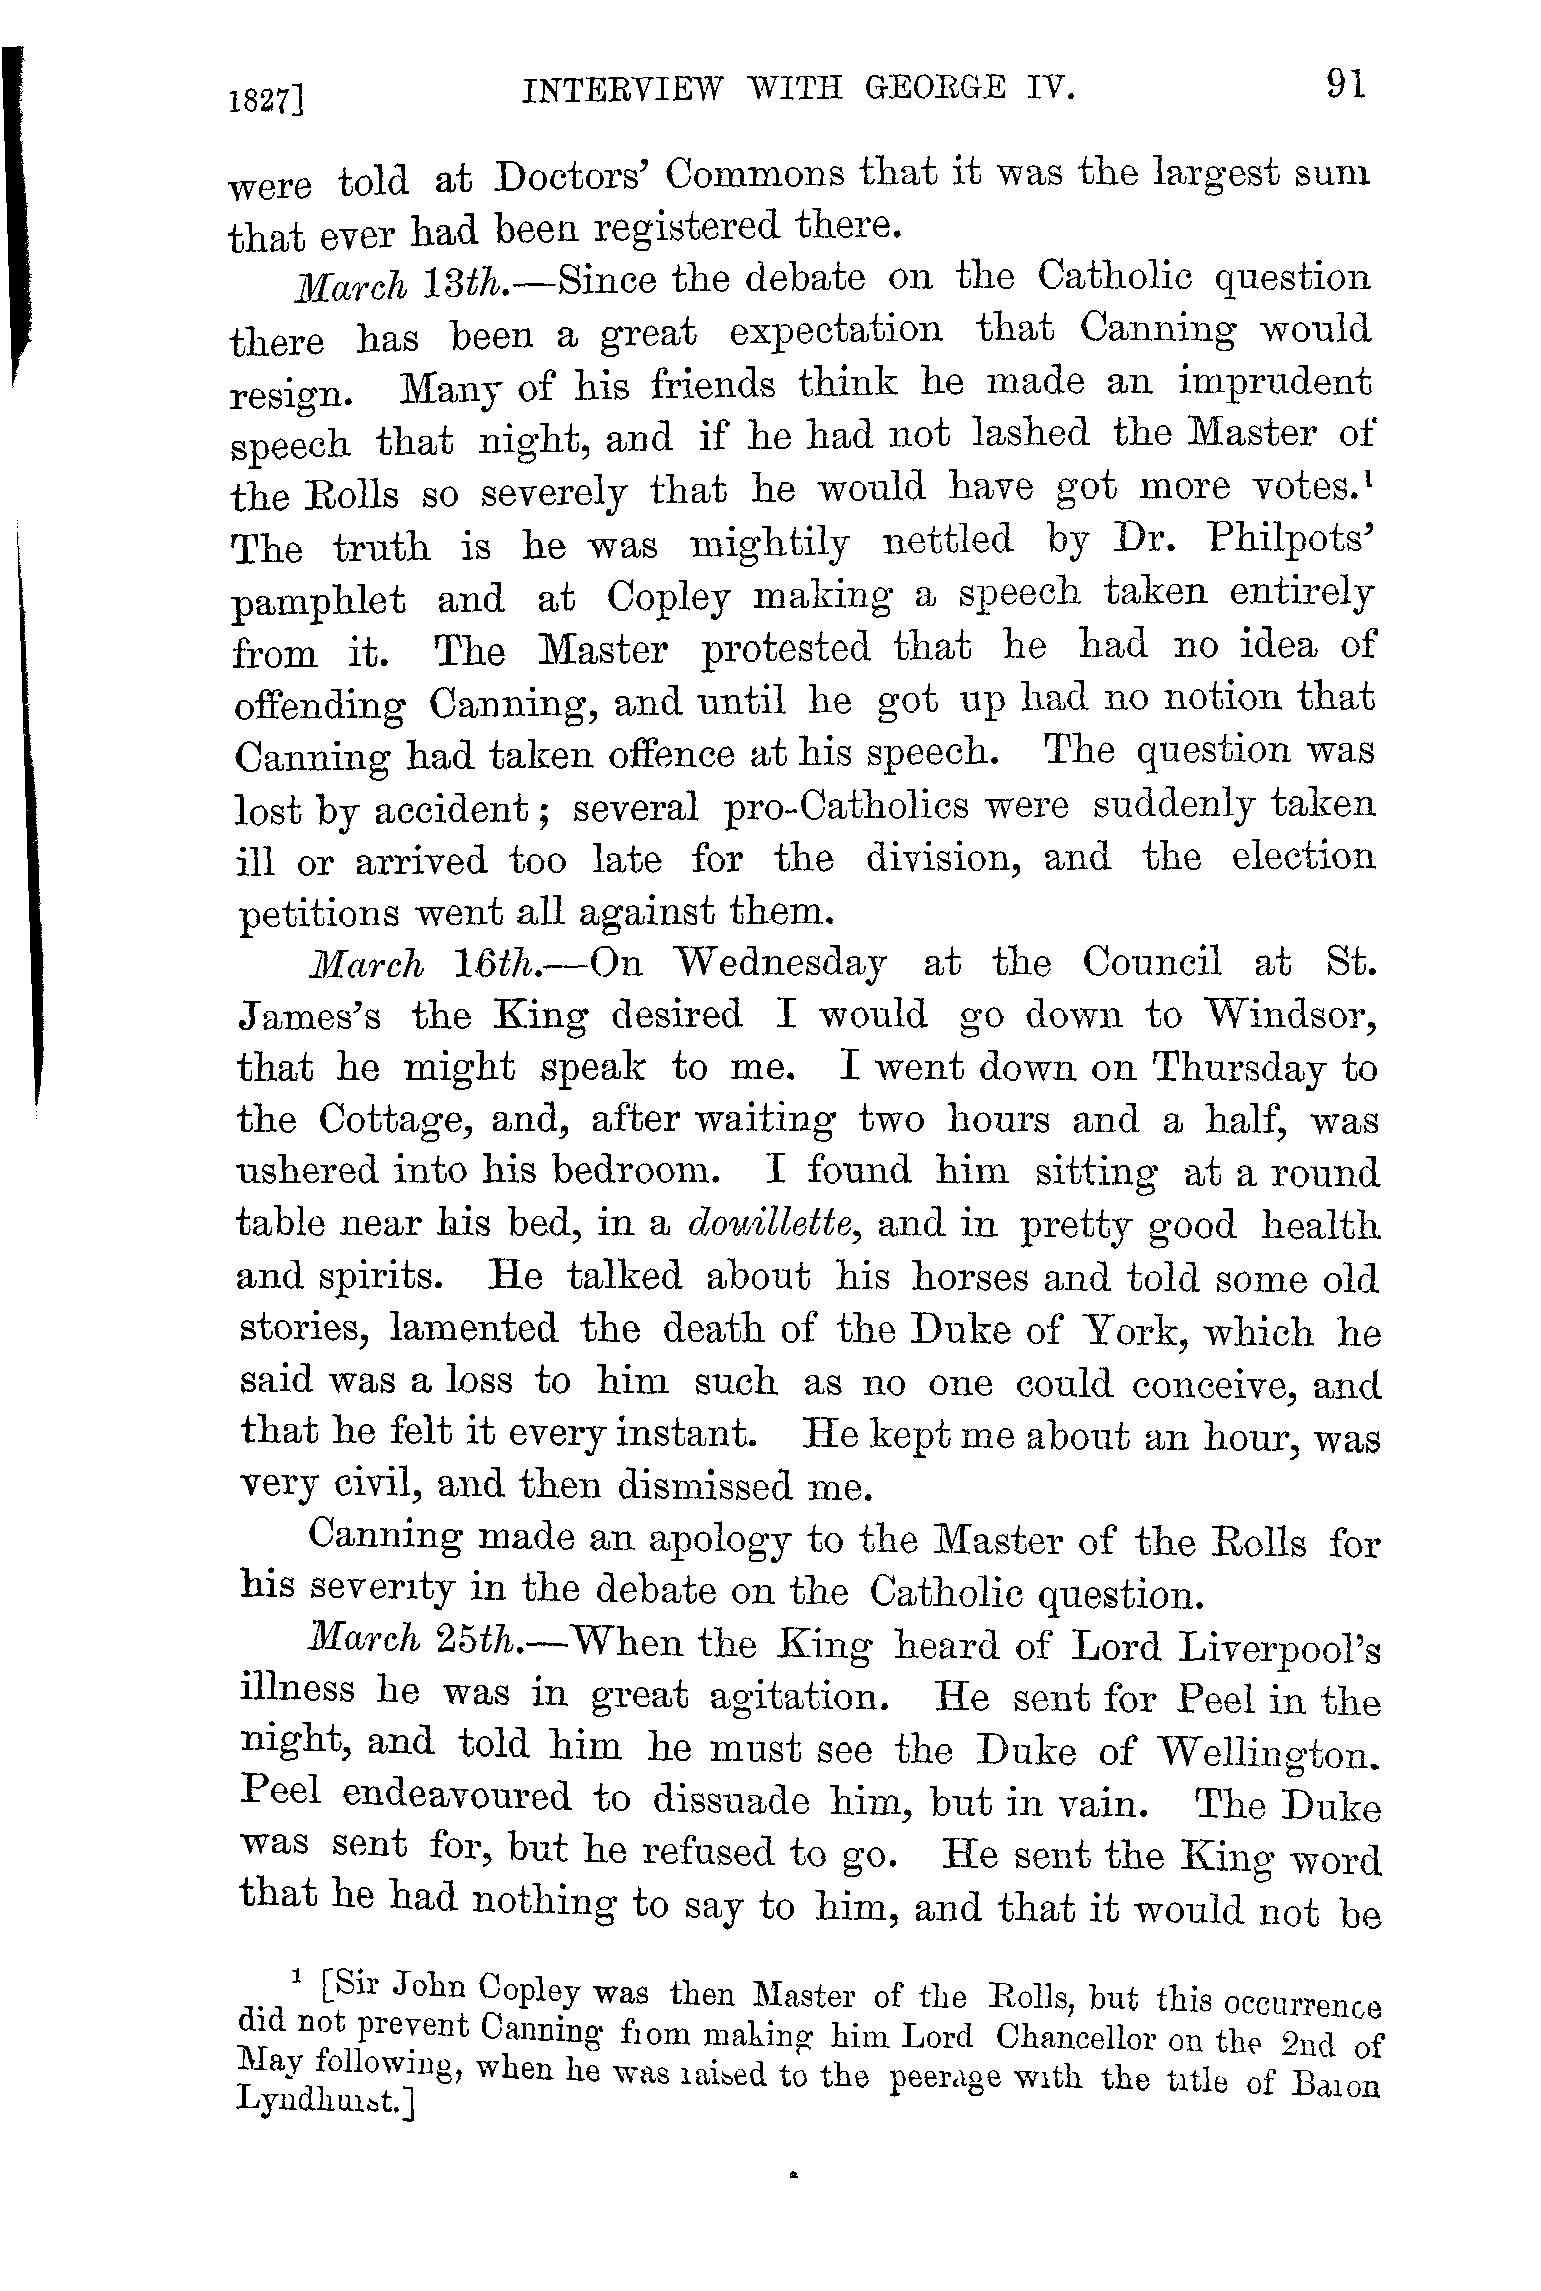 1827] INTERVIEW WITH GEORGE IV. 91
were told at Doctors' Commons that it was the largest sum
that ever had been registered there.
March 13th.—Since the debate on the Catholic question
there has been a great expectation that Canning would
resign. Many of his friends think he made an imprudent
speech that night, and if he had not lashed the Master of
the Rolls so severely that he would have got more votes.¹
The truth is he was mightily nettled by Dr. Philpots'
pamphlet and at Copley making a speech taken entirely
from it. The Master protested that he had no idea of
offending Canning, and until he got up had no notion that
Canning had taken offence at his speech. The question was
lost by accident; several pro-Catholics were suddenly taken
ill or arrived too late for the division, and the election
petitions went all against them.
March 16th.—On Wednesday at the Council at St.
James's the King desired I would go down to Windsor,
that he might speak to me. I went down on Thursday to
the Cottage, and, after waiting two hours and a half, was
ushered into his bedroom. I found him sitting at a round
table near his bed, in a douillette, and in pretty good health
and spirits. He talked about his horses and told some old
stories, lamented the death of the Duke of York, which he
said was a loss to him such as no one could conceive, and
that he felt it every instant. He kept me about an hour, was
very civil, and then dismissed me.
Canning made an apology to the Master of the Rolls for
his severity in the debate on the Catholic question.
March 25th.—When the King heard of Lord Liverpool's
illness he was in great agitation. He sent for Peel in the
night, and told him he must see the Duke of Wellington.
Peel endeavoured to dissuade him, but in vain. The Duke
was sent for, but he refused to go. He sent the King word
that he had nothing to say to him, and that it would not be
¹ [Sir John Copley was then Master of the Rolls, but this occurrence
did not prevent Canning from making him Lord Chancellor on the 2nd of
May following, when he was raised to the peerage with the title of Baron
Lyndhurst.]